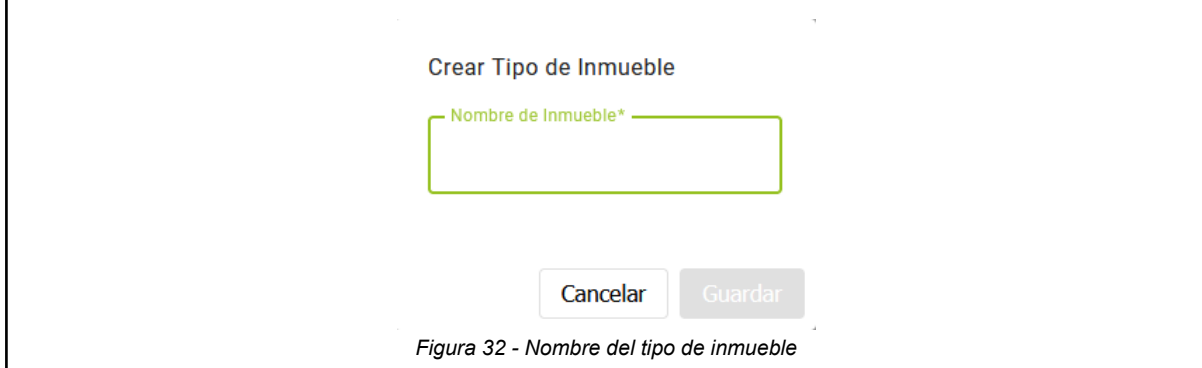 Crear Tipo de Inmueble
Nombre de Inmueble*
Cancelar Guardar
Figura 32 - Nombre del tipo de inmueble